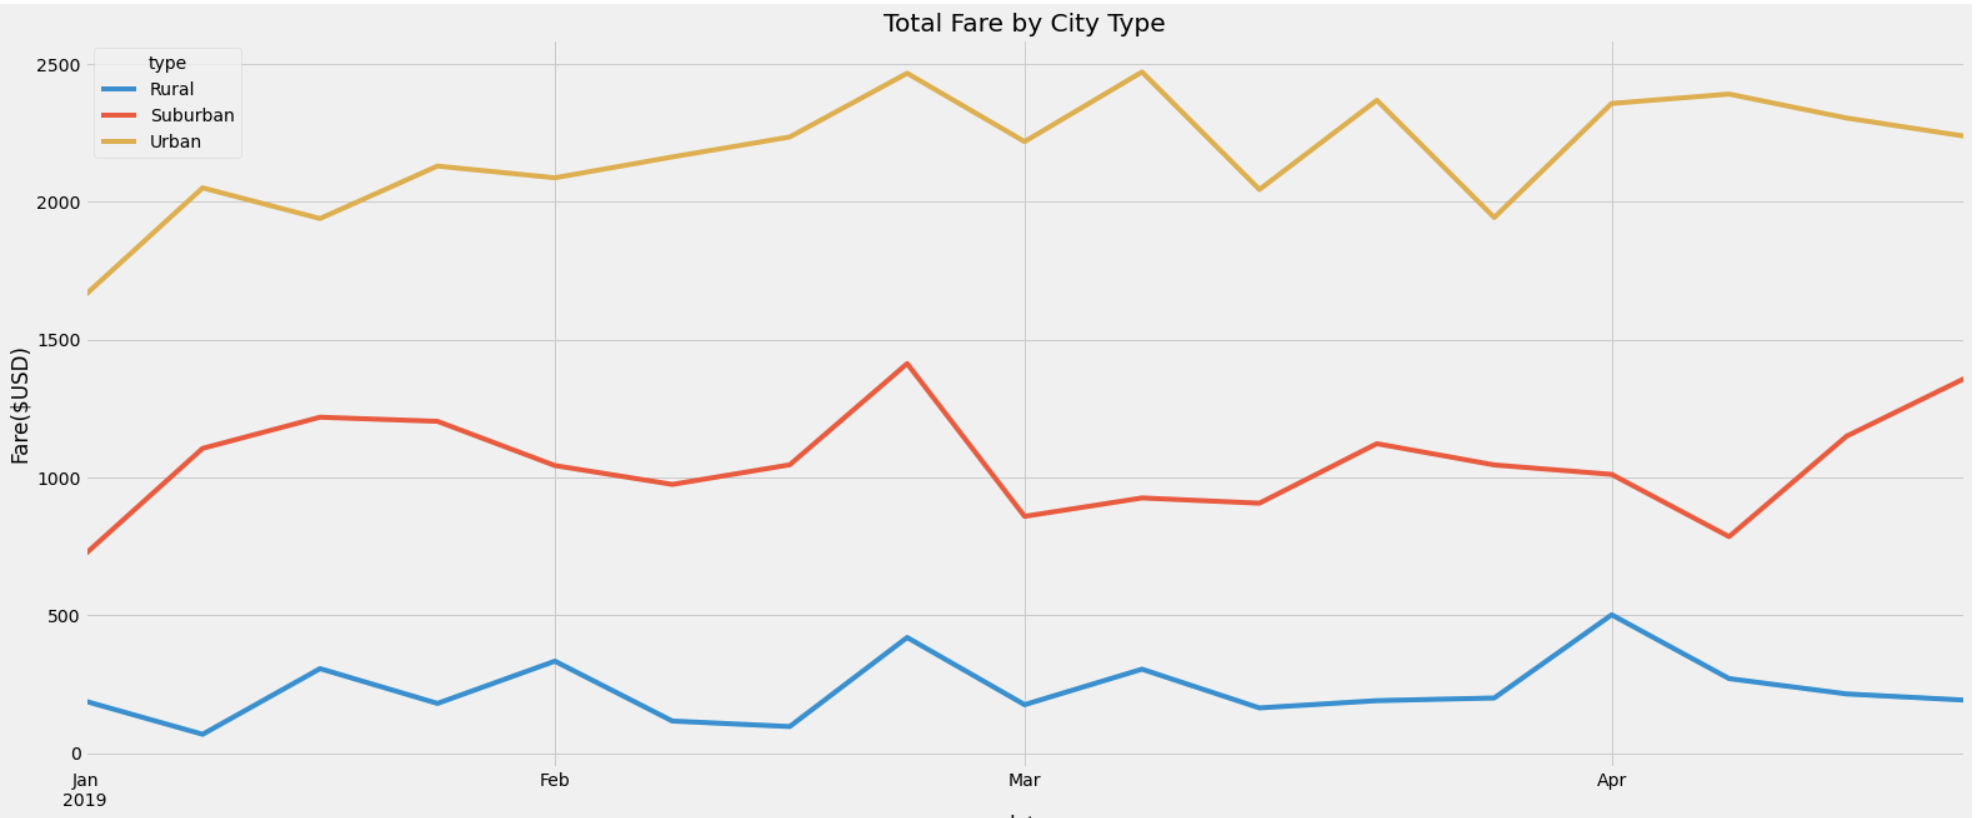 Total Fare by City Type
type
Rural
Suburban
Urban
Fare($USD)
2500
2000
1500
1000
500
0
Jan
2019
Feb
Mar
Apr